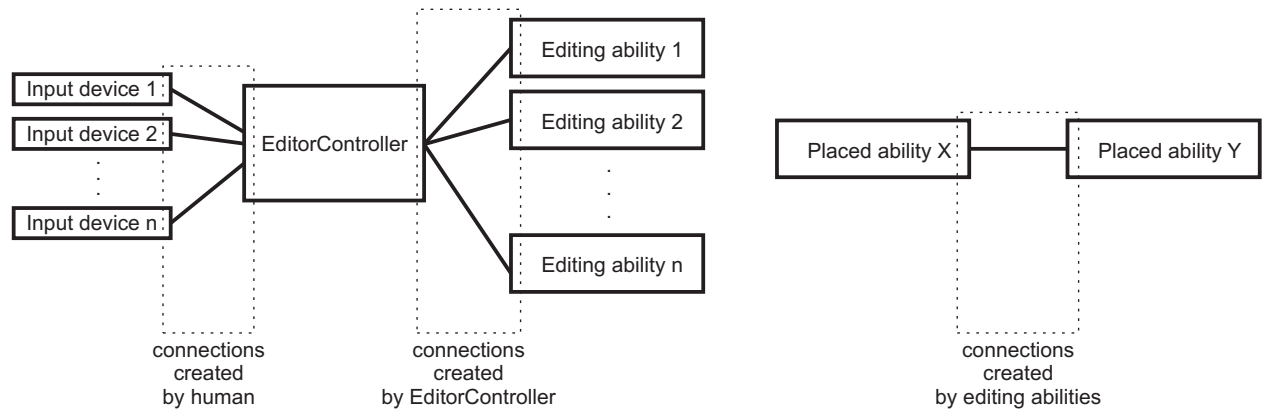 Input device 1
Input device 2
.
.
.
Input device n
EditorController
Editing ability 1
Editing ability 2
.
.
.
Editing ability n
Placed ability X
Placed ability Y
connections
created
by human
connections
created
by EditorController
connections
created
by editing abilities